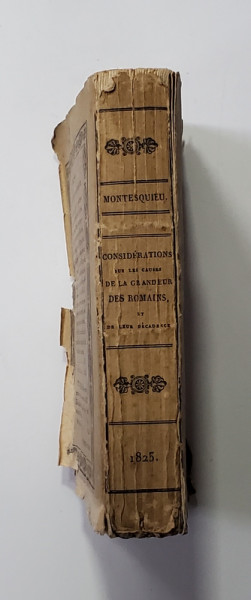 MONTESQUIEU.
CONSIDÉRATIONS
SUR LES CAUSES
DE LA GRANDEUR
DES ROMAINS,
ET
DE LEUR DÉCADENCE
1825.